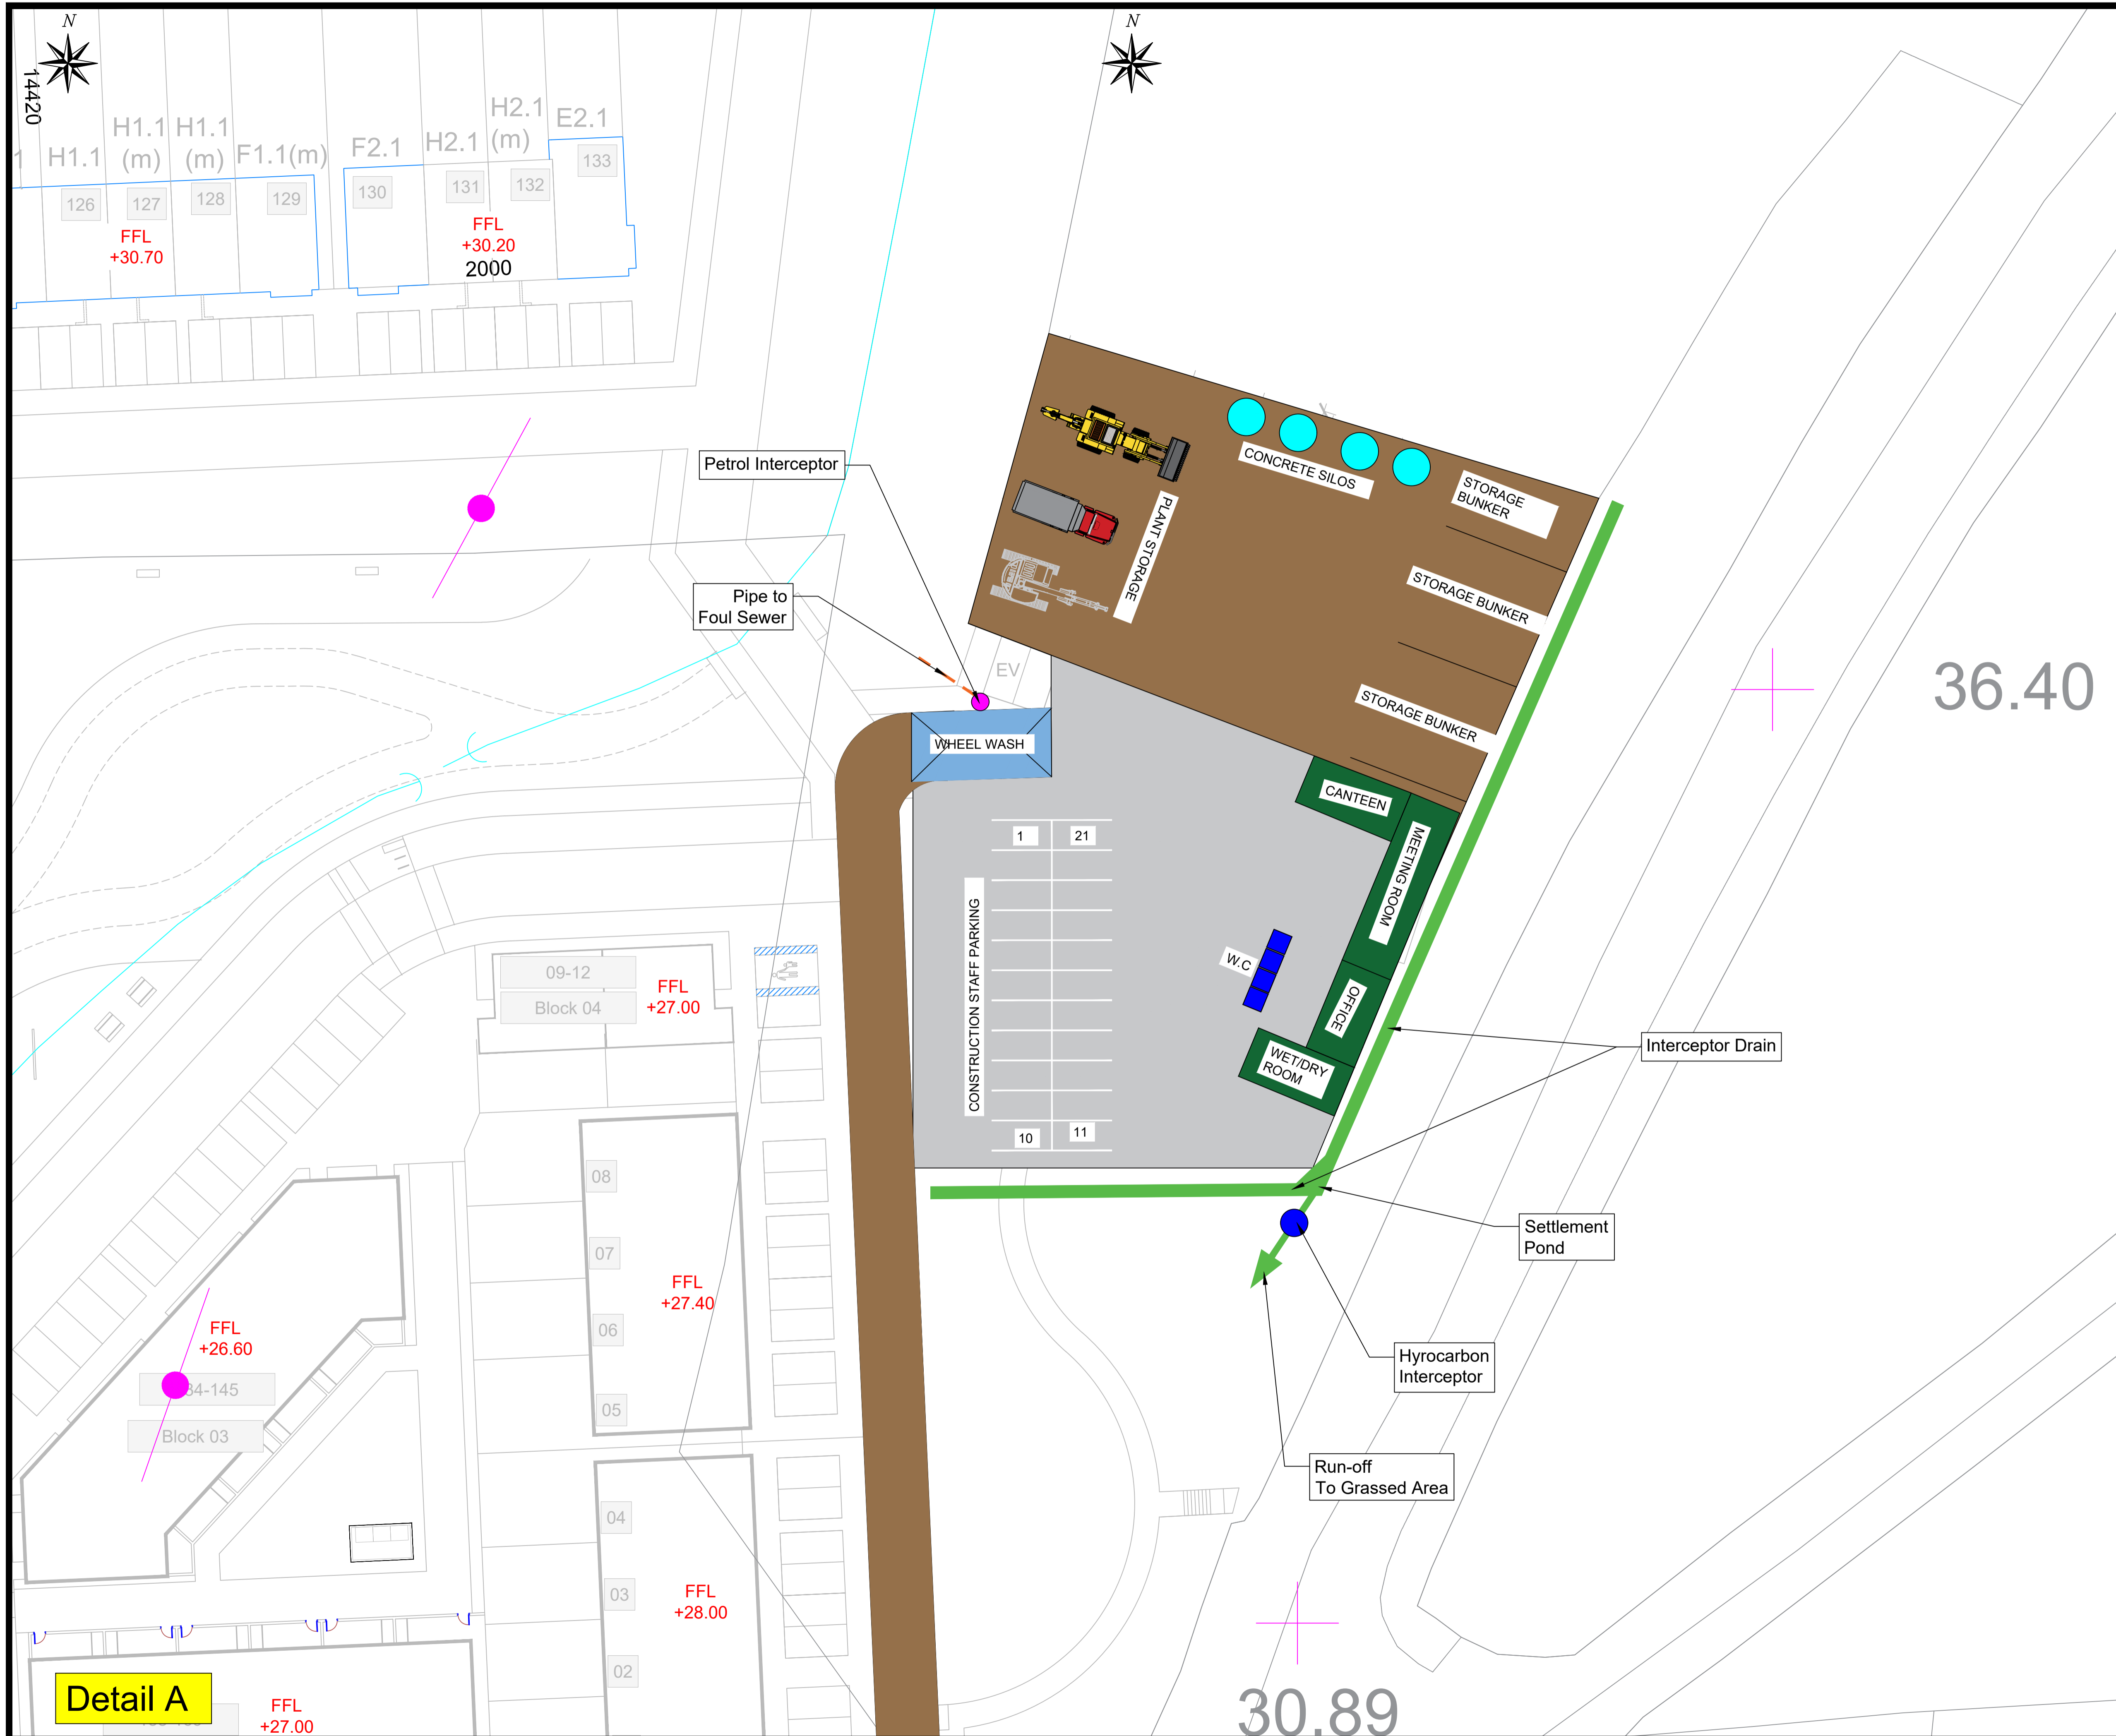 N
N
14420
H1.1
H1.1
(m)
H1.1
(m)
F1.1(m)
F2.1
H2.1
H2.1
(m)
E2.1
126
127
128
129
130
131
132
133
FFL
+30.70
FFL
+30.20
2000
Petrol Interceptor
Pipe to
Foul Sewer
CONCRETE SILOS
STORAGE
BUNKER
PLANT STORAGE
STORAGE BUNKER
STORAGE BUNKER
EV
36.40
WHEEL WASH
CANTEEN
MEETING ROOM
1
21
CONSTRUCTION STAFF PARKING
W.C
OFFICE
WET/DRY
ROOM
10
11
09-12
Block 04
FFL
+27.00
Interceptor Drain
Settlement
Pond
Hyrocarbon
Interceptor
Run-off
To Grassed Area
08
07
06
05
FFL
+27.40
FFL
+26.60
34-145
Block 03
04
03
02
FFL
+28.00
Detail A
FFL
+27.00
30.89